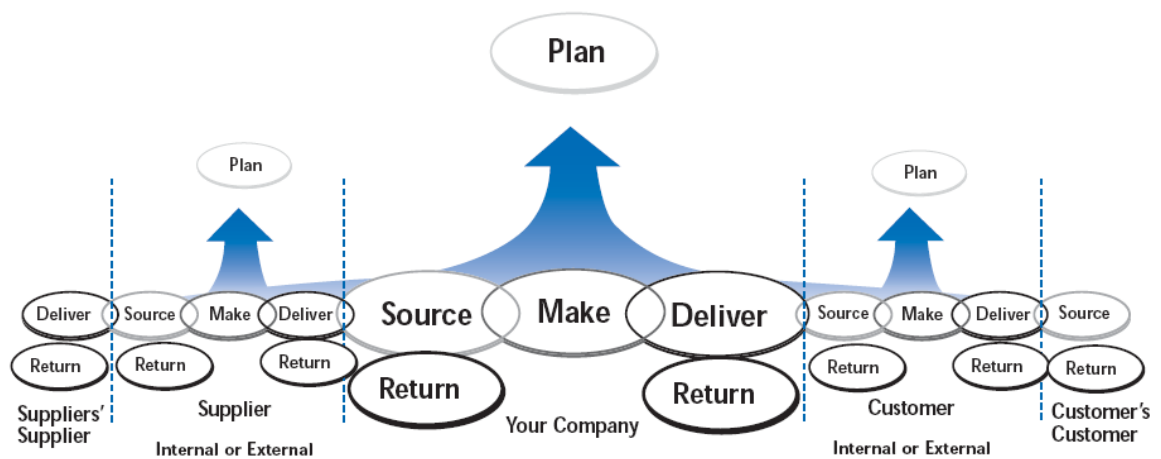 Plan
Plan
Plan
Deliver
Source
Make
Deliver
Source
Make
Deliver
Source
Make
Deliver
Source
Return
Return
Return
Return
Return
Return
Return
Return
Suppliers'
Supplier
Supplier
Internal or External
Your Company
Customer
Internal or External
Customer's
Customer